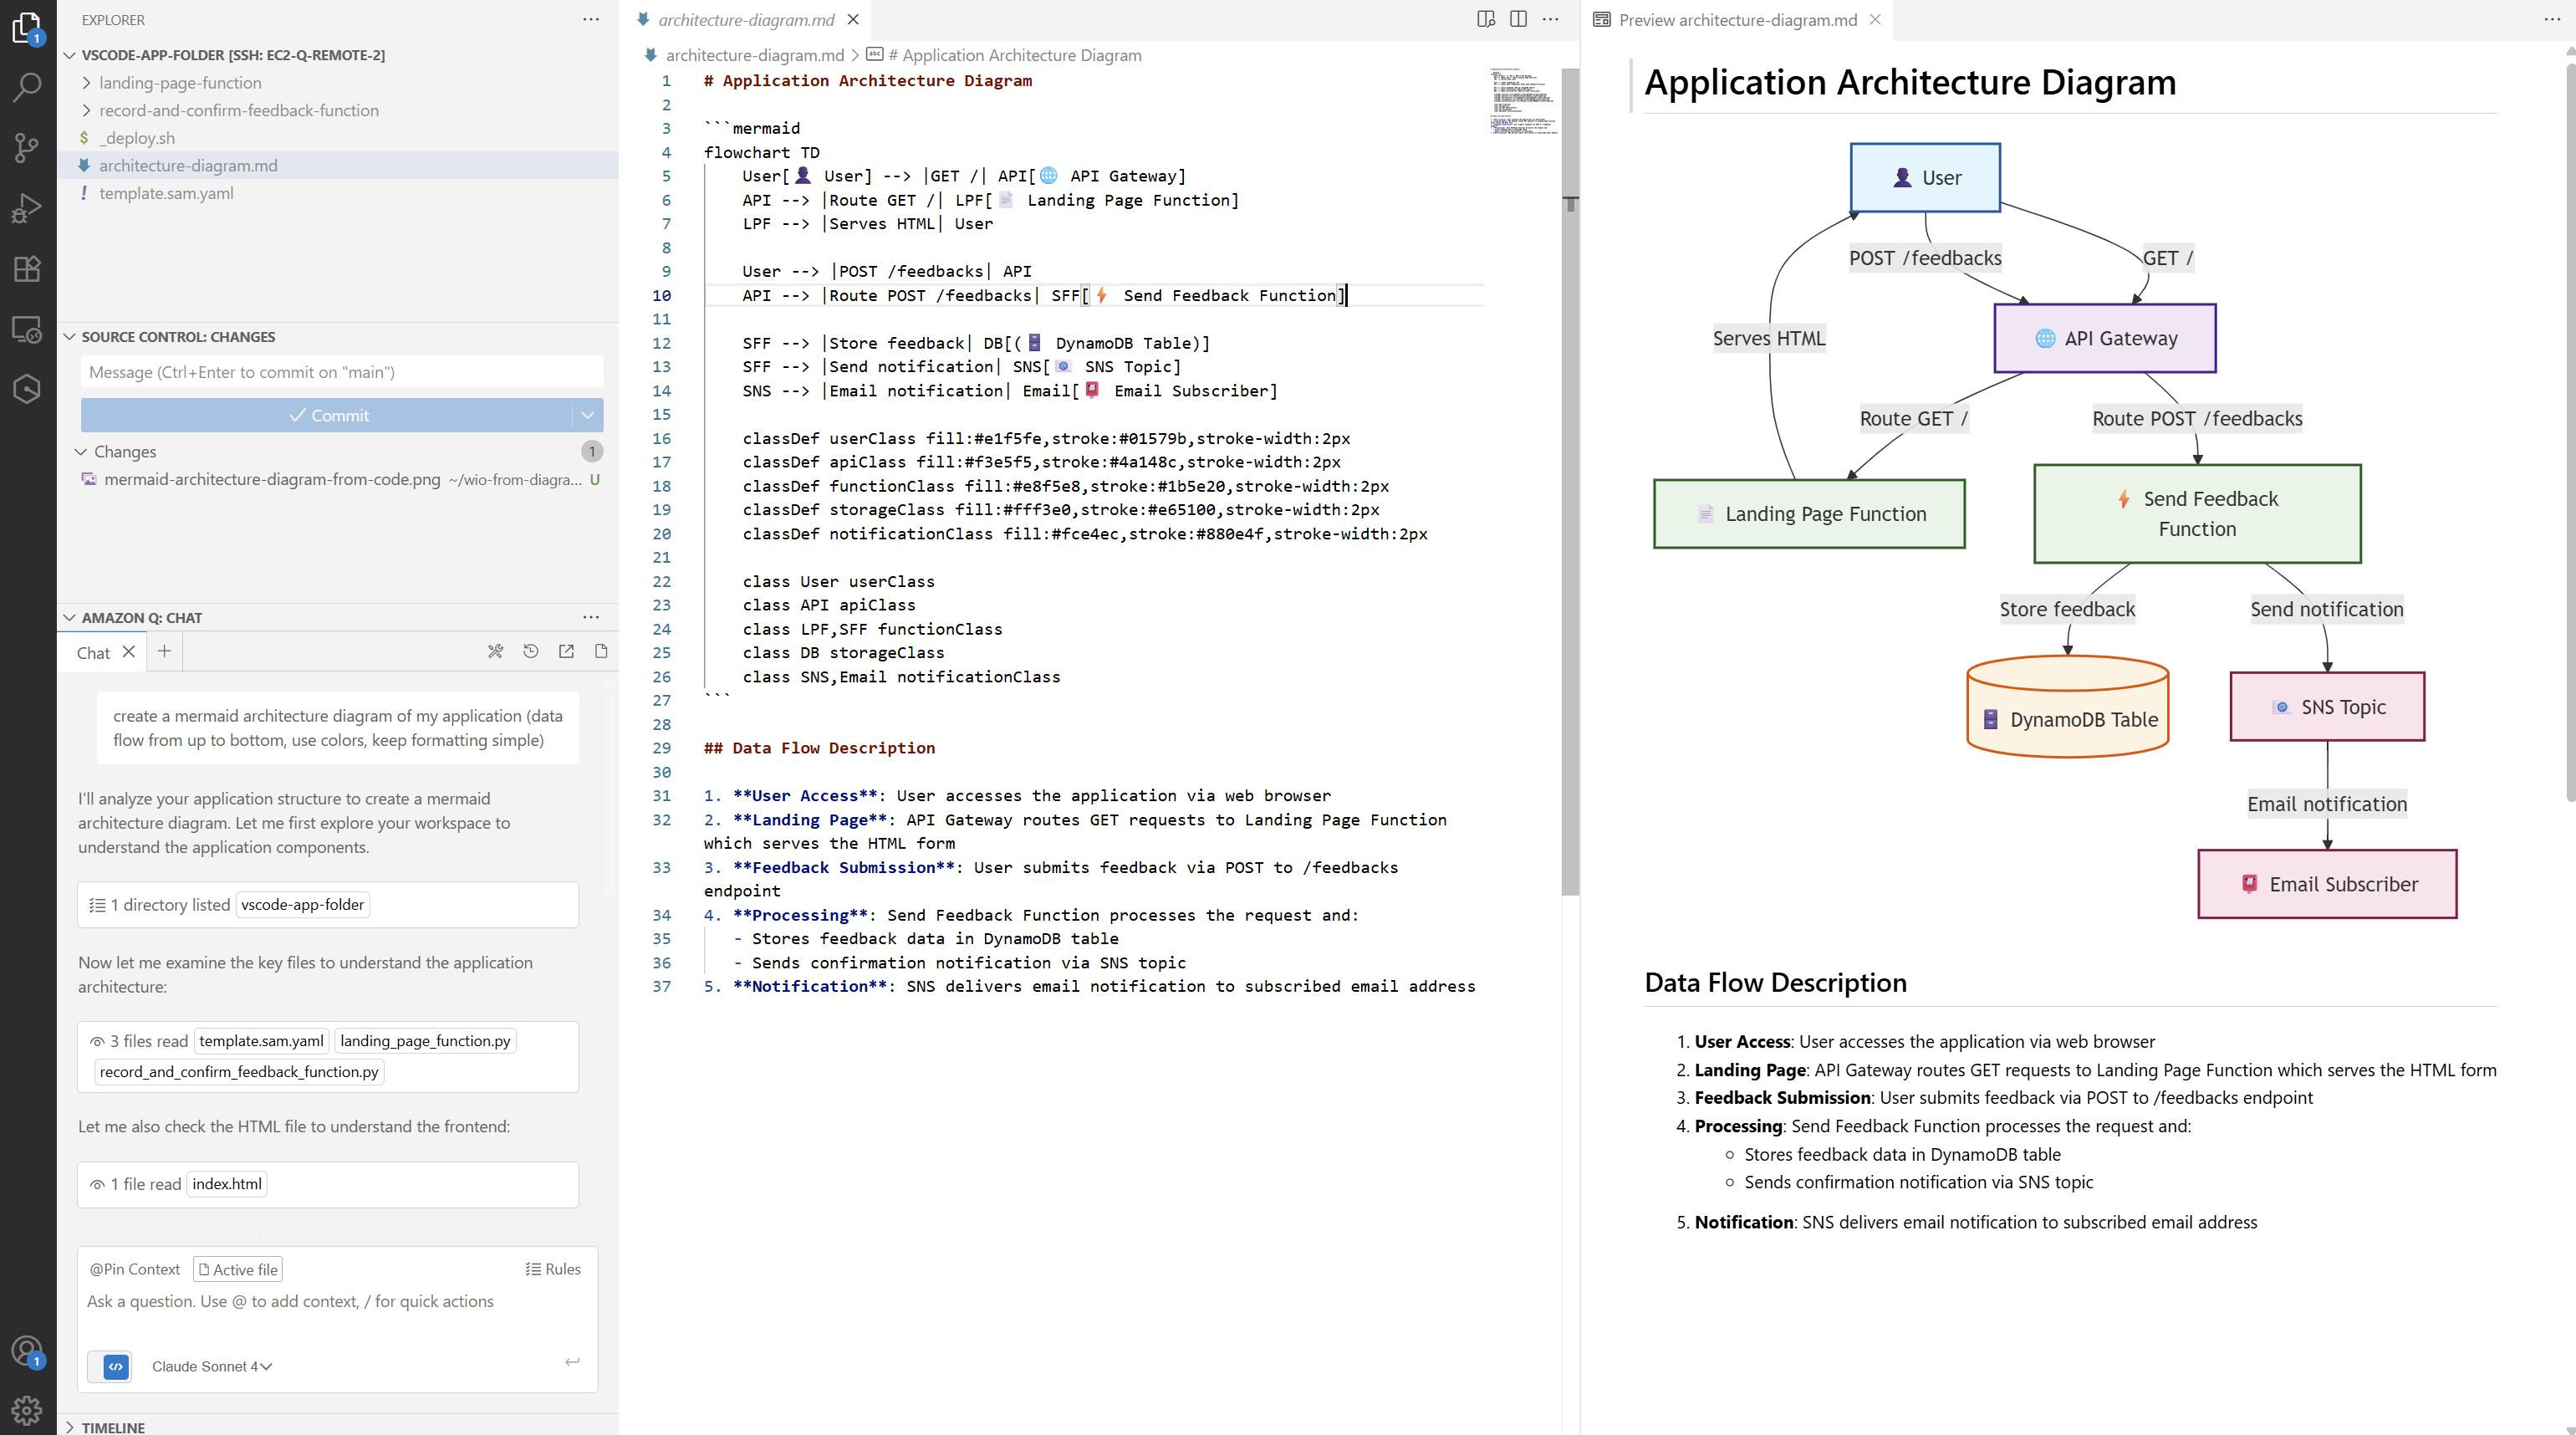 EXPLORER
VSCODE-APP-FOLDER [SSH: EC2-Q-REMOTE-2]
landing-page-function
record-and-confirm-feedback-function
$ _deploy.sh
architecture-diagram.md
! template.sam.yaml
SOURCE CONTROL: CHANGES
Message (Ctrl+Enter to commit on "main")
Commit
Changes 1
mermaid-architecture-diagram-from-code.png ~/wio-from-diagra... U
AMAZON Q: CHAT
Chat
create a mermaid architecture diagram of my application (data
flow from up to bottom, use colors, keep formatting simple)
I'll analyze your application structure to create a mermaid
architecture diagram. Let me first explore your workspace to
understand the application components.
1 directory listed vscode-app-folder
Now let me examine the key files to understand the application
architecture:
3 files read template.sam.yaml landing_page_function.py
record_and_confirm_feedback_function.py
Let me also check the HTML file to understand the frontend:
1 file read index.html
@Pin Context Active file Rules
Ask a question. Use @ to add context, / for quick actions
Claude Sonnet 4
TIMELINE
1
1
architecture-diagram.md
architecture-diagram.md > # Application Architecture Diagram
1 # Application Architecture Diagram
2
3 ```mermaid
4 flowchart TD
5 User[👤 User] --> |GET /| API[🌐 API Gateway]
6 API --> |Route GET /| LPF[📄 Landing Page Function]
7 LPF --> |Serves HTML| User
8
9 User --> |POST /feedbacks| API
10 API --> |Route POST /feedbacks| SFF[⚡ Send Feedback Function]
11
12 SFF --> |Store feedback| DB[(🗄️ DynamoDB Table)]
13 SFF --> |Send notification| SNS[📧 SNS Topic]
14 SNS --> |Email notification| Email[📮 Email Subscriber]
15
16 classDef userClass fill:#e1f5fe,stroke:#01579b,stroke-width:2px
17 classDef apiClass fill:#f3e5f5,stroke:#4a148c,stroke-width:2px
18 classDef functionClass fill:#e8f5e8,stroke:#1b5e20,stroke-width:2px
19 classDef storageClass fill:#fff3e0,stroke:#e65100,stroke-width:2px
20 classDef notificationClass fill:#fce4ec,stroke:#880e4f,stroke-width:2px
21
22 class User userClass
23 class API apiClass
24 class LPF,SFF functionClass
25 class DB storageClass
26 class SNS,Email notificationClass
27 ```
28
29 ## Data Flow Description
30
31 1. **User Access**: User accesses the application via web browser
32 2. **Landing Page**: API Gateway routes GET requests to Landing Page Function
which serves the HTML form
33 3. **Feedback Submission**: User submits feedback via POST to /feedbacks
endpoint
34 4. **Processing**: Send Feedback Function processes the request and:
35 - Stores feedback data in DynamoDB table
36 - Sends confirmation notification via SNS topic
37 5. **Notification**: SNS delivers email notification to subscribed email address
Preview architecture-diagram.md
Application Architecture Diagram
User
POST /feedbacks
GET /
Serves HTML
API Gateway
Route GET /
Route POST /feedbacks
Landing Page Function
Send Feedback
Function
Store feedback
Send notification
DynamoDB Table
SNS Topic
Email notification
Email Subscriber
Data Flow Description
1. User Access: User accesses the application via web browser
2. Landing Page: API Gateway routes GET requests to Landing Page Function which serves the HTML form
3. Feedback Submission: User submits feedback via POST to /feedbacks endpoint
4. Processing: Send Feedback Function processes the request and:
Stores feedback data in DynamoDB table
Sends confirmation notification via SNS topic
5. Notification: SNS delivers email notification to subscribed email address